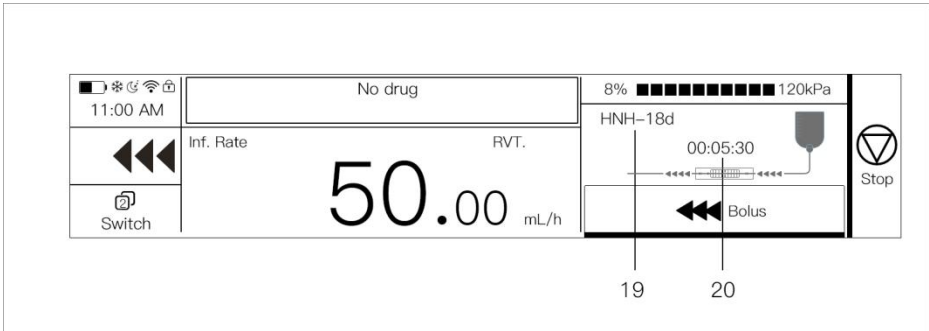 11:00 AM
2
Switch
No drug
Inf. Rate
RVT.
50.00 mL/h
8%
120kPa
HNH-18d
00:05:30
Bolus
Stop
19
20